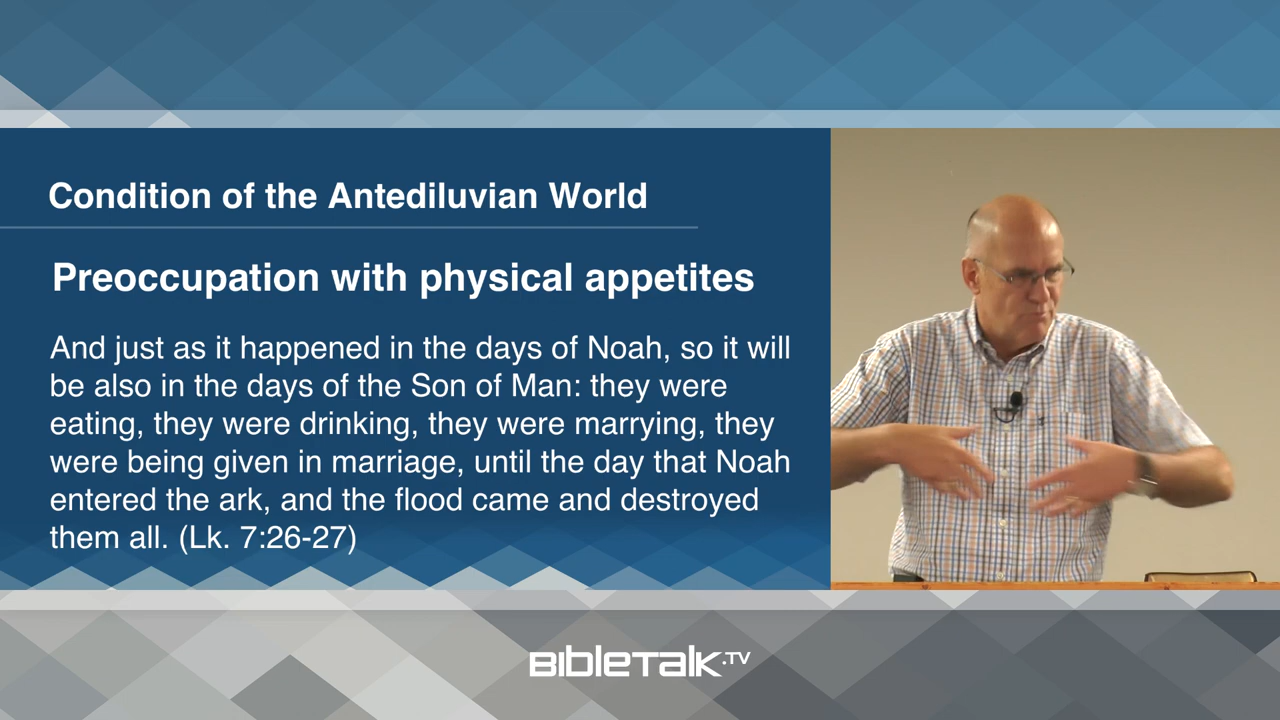 Condition of the Antediluvian World
Preoccupation with physical appetites
And just as it happened in the days of Noah, so it will
be also in the days of the Son of Man: they were
eating, they were drinking, they were marrying, they
were being given in marriage, until the day that Noah
entered the ark, and the flood came and destroyed
them all. (Lk. 7:26-27)
BibleTalk.TV